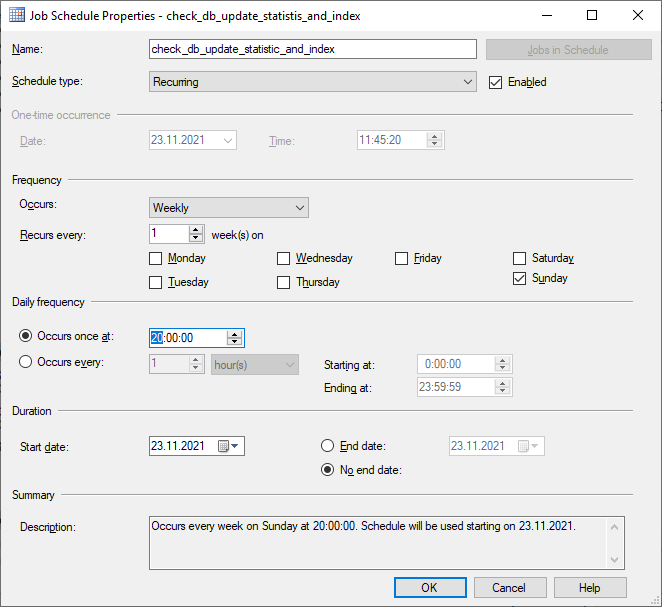 Job Schedule Properties - check_db_update_statistis_and_index
Name: check_db_update_statistic_and_index Jobs in Schedule
Schedule type: Recurring Enabled
One-time occurrence
Date: 23.11.2021 Time: 11:45:20
Frequency
Occurs: Weekly
Recurs every: 1 week(s) on
Monday Wednesday Friday Saturday
Tuesday Thursday Sunday
Daily frequency
Occurs once at: 20:00:00
Occurs every: 1 hour(s) Starting at: 0:00:00
Ending at: 23:59:59
Duration
Start date: 23.11.2021 End date: 23.11.2021
No end date:
Summary
Description: Occurs every week on Sunday at 20:00:00. Schedule will be used starting on 23.11.2021.
OK Cancel Help